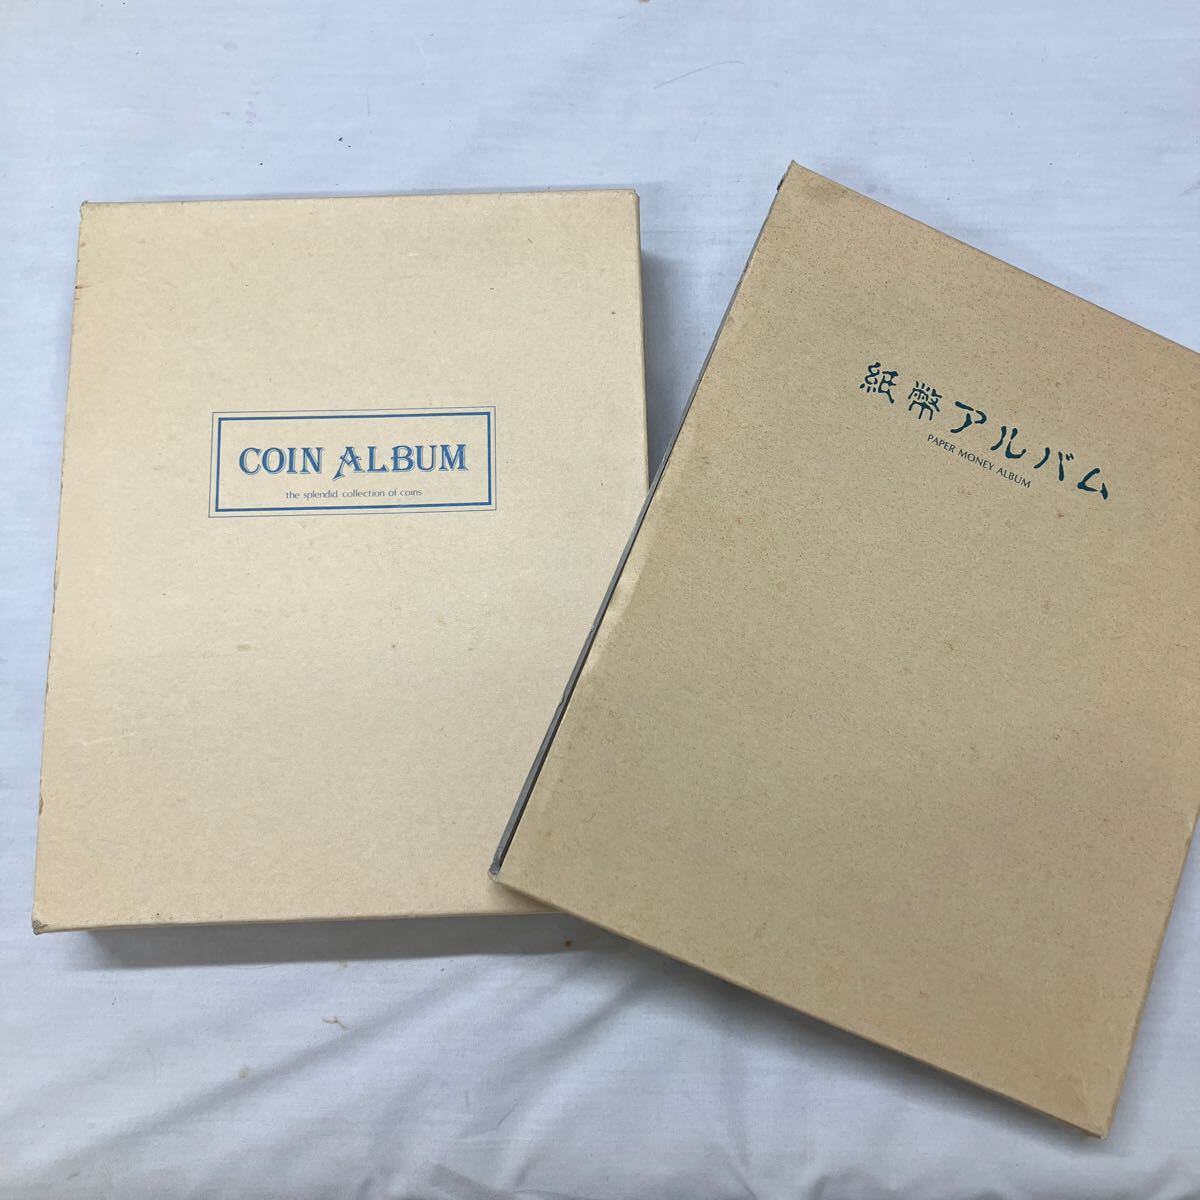 COIN ALBUM
the splendid collection of coins
紙幣アルバム
PAPER MONEY ALBUM